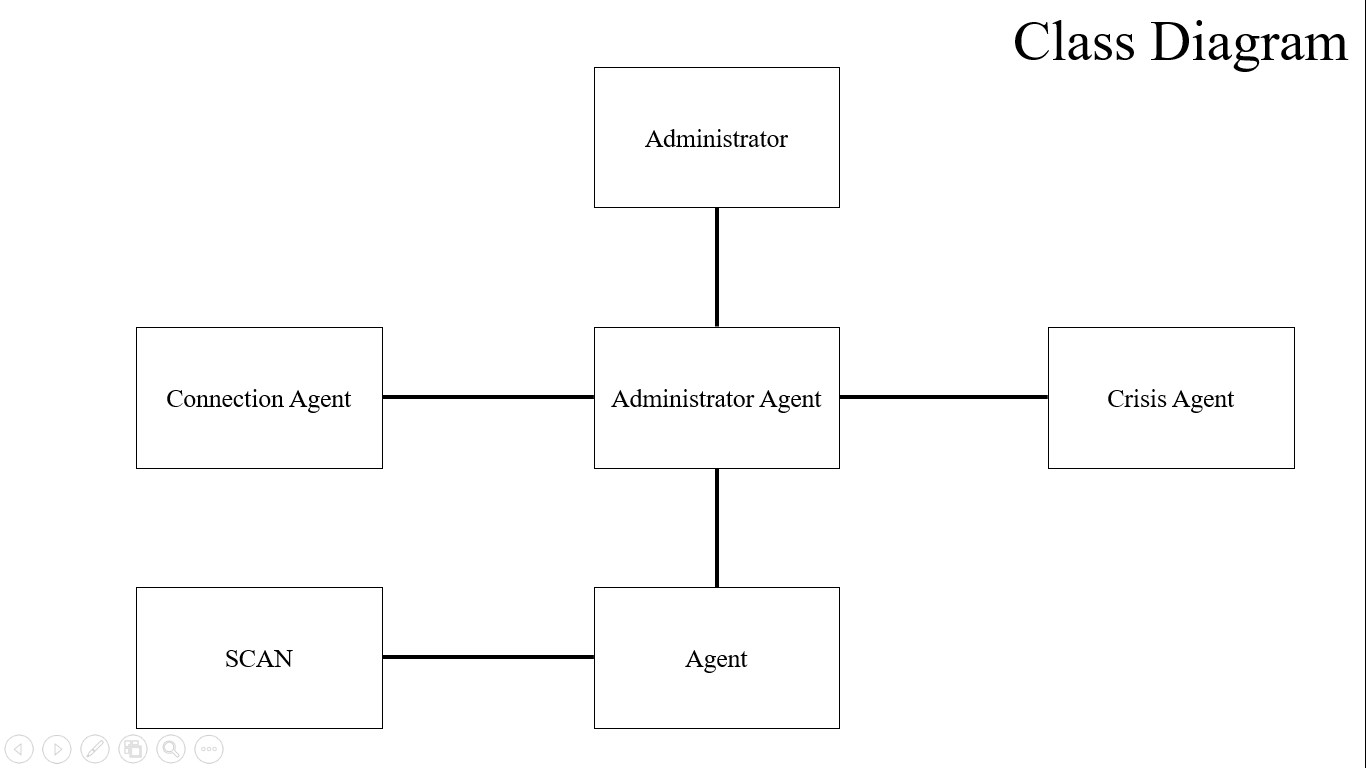 Class Diagram
Administrator
Connection Agent
Administrator Agent
Crisis Agent
SCAN
Agent